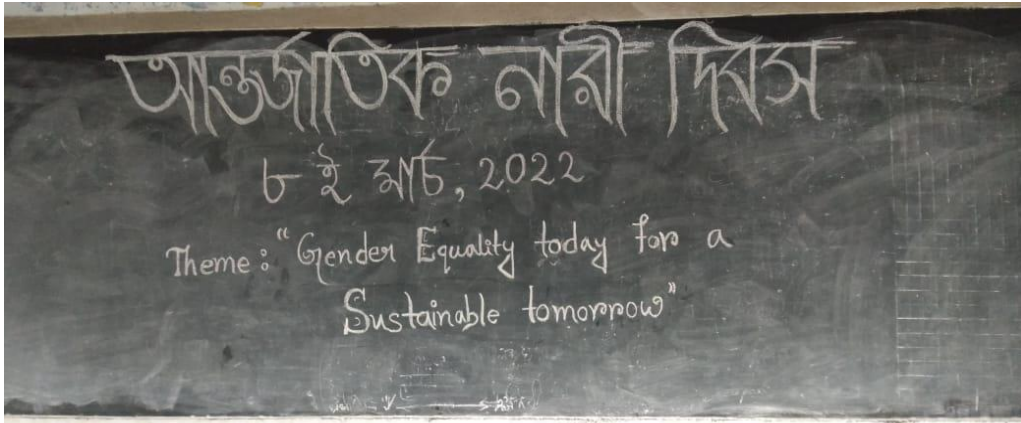 আন্তর্জাতিক নারী দিবস
৮ ই মার্চ, 2022
Theme : "Gender Equality today for a
Sustainable tomorrow"